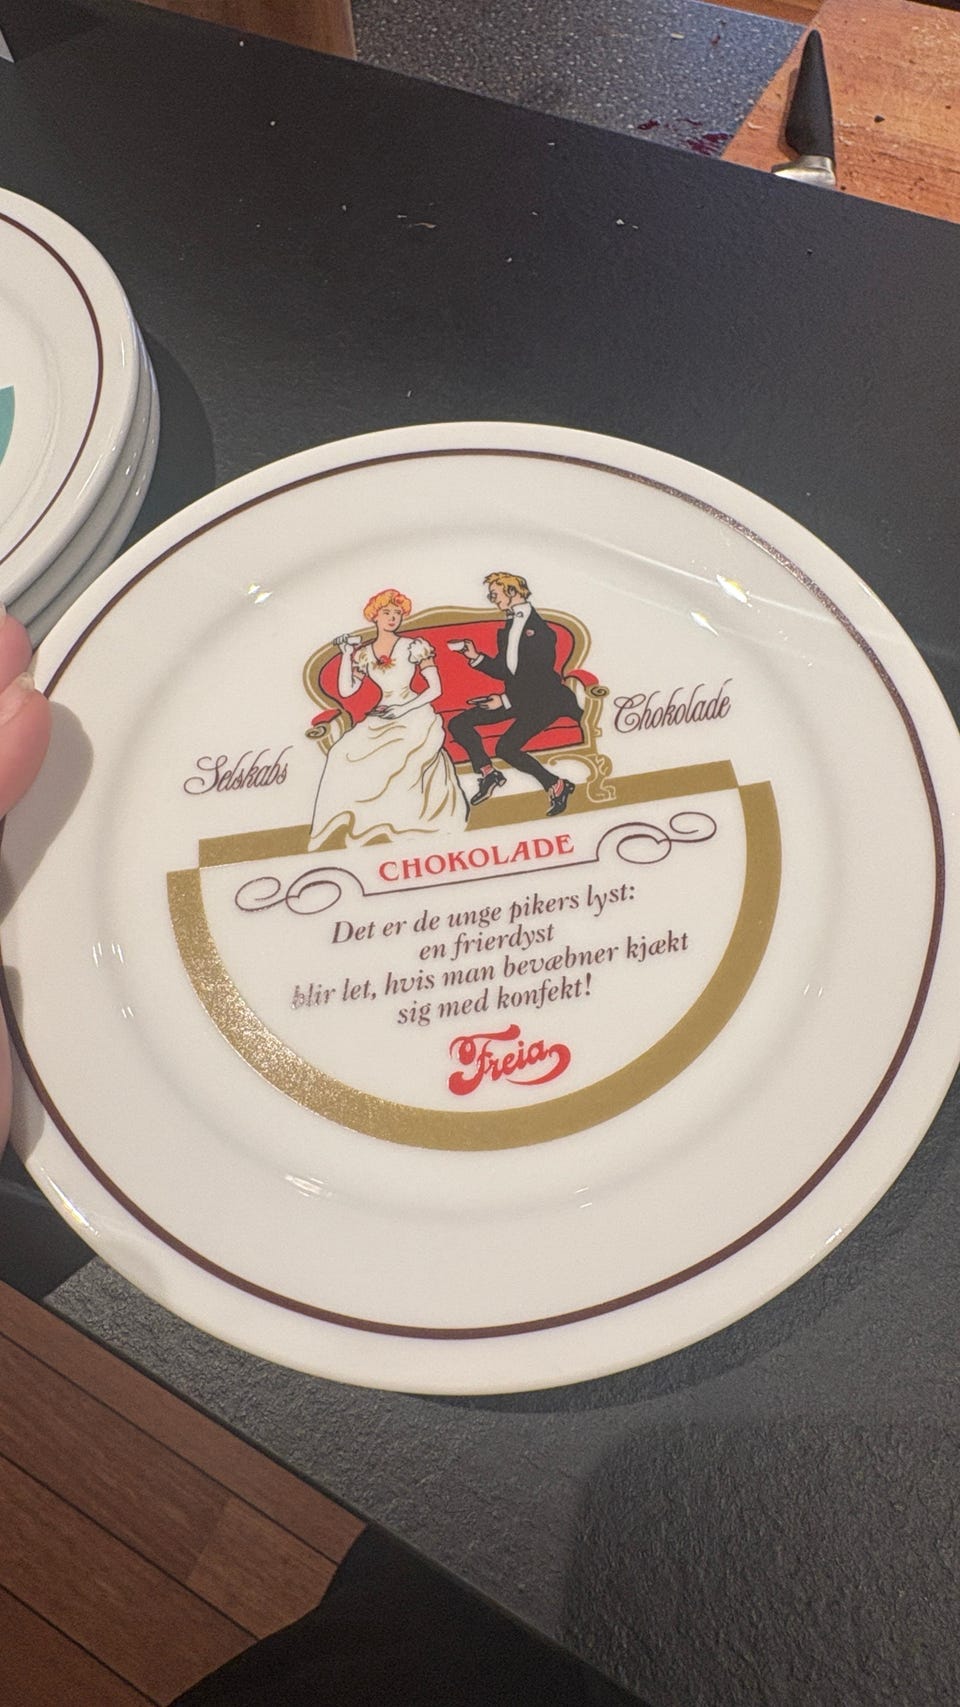 Selskabs
Chokolade
CHOKOLADE
Det er de unge pikers lyst:
en frierdyst
blir let, hvis man bevæbner kjækt
sig med konfekt!
Freia